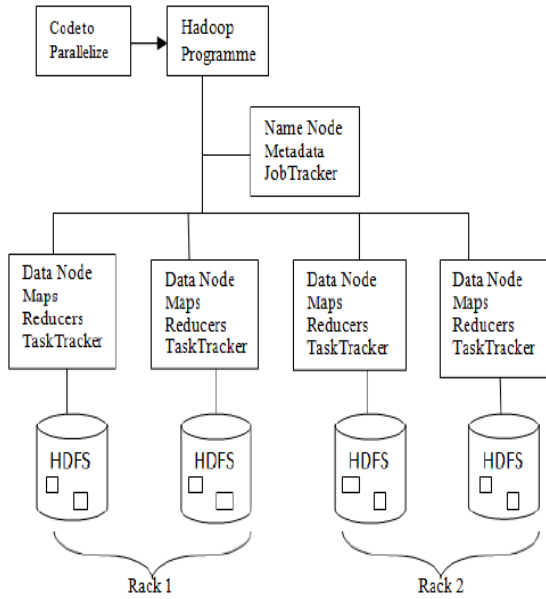 Codeto
Parallelize
Hadoop
Programme
Name Node
Metadata
JobTracker
Data Node
Maps
Reducers
TaskTracker
Data Node
Maps
Reducers
TaskTracker
Data Node
Maps
Reducers
TaskTracker
Data Node
Maps
Reducers
TaskTracker
HDFS
HDFS
HDFS
HDFS
Rack 1
Rack 2